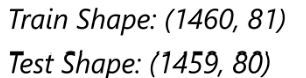 Train Shape: (1460, 81)
Test Shape: (1459, 80)